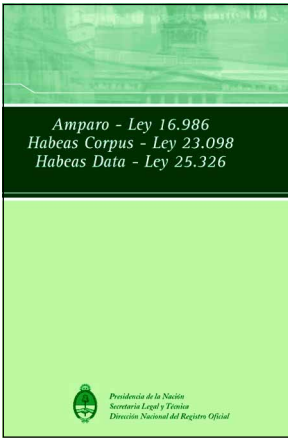 Amparo - Ley 16.986
Habeas Corpus - Ley 23.098
Habeas Data - Ley 25.326
Presidencia de la Nación
Secretaria Legal y Técnica
Dirección Nacional del Registro Oficial